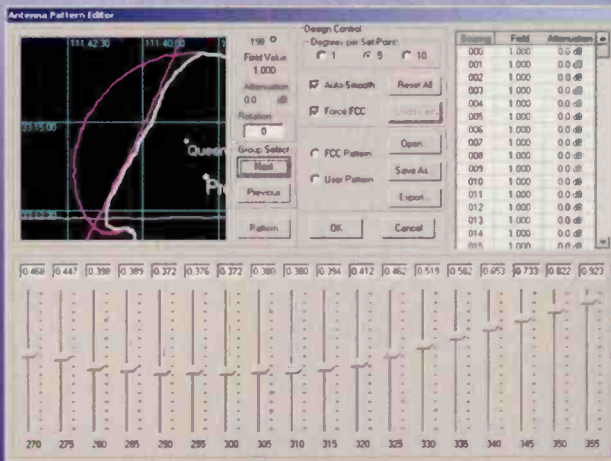 Antenna Pattern Editor
111 42 30
111 40 00
33 15 00
Queen
198 °
Field Value
1.000
Attenuation
0.0 dB
Rotation
0
Group Select
Next
Previous
Pattern
Design Control
Degrees per Set Point
1 5 10
Auto Smooth
Reset All
Force FCC
FCC Pattern
User Pattern
Open
Save As
Export
OK
Cancel
Bearing Field Attenuation
000 1.000 0.0 dB
001 1.000 0.0 dB
002 1.000 0.0 dB
003 1.000 0.0 dB
004 1.000 0.0 dB
005 1.000 0.0 dB
006 1.000 0.0 dB
007 1.000 0.0 dB
008 1.000 0.0 dB
009 1.000 0.0 dB
010 1.000 0.0 dB
011 1.000 0.0 dB
012 1.000 0.0 dB
013 1.000 0.0 dB
014 1.000 0.0 dB
015 1.000 0.0 dB
0.468 0.447 0.398 0.389 0.372 0.376 0.372 0.380 0.380 0.394 0.412 0.462 0.519 0.582 0.653 0.733 0.822 0.923
270 275 280 285 290 295 300 305 310 315 320 325 330 335 340 345 350 355